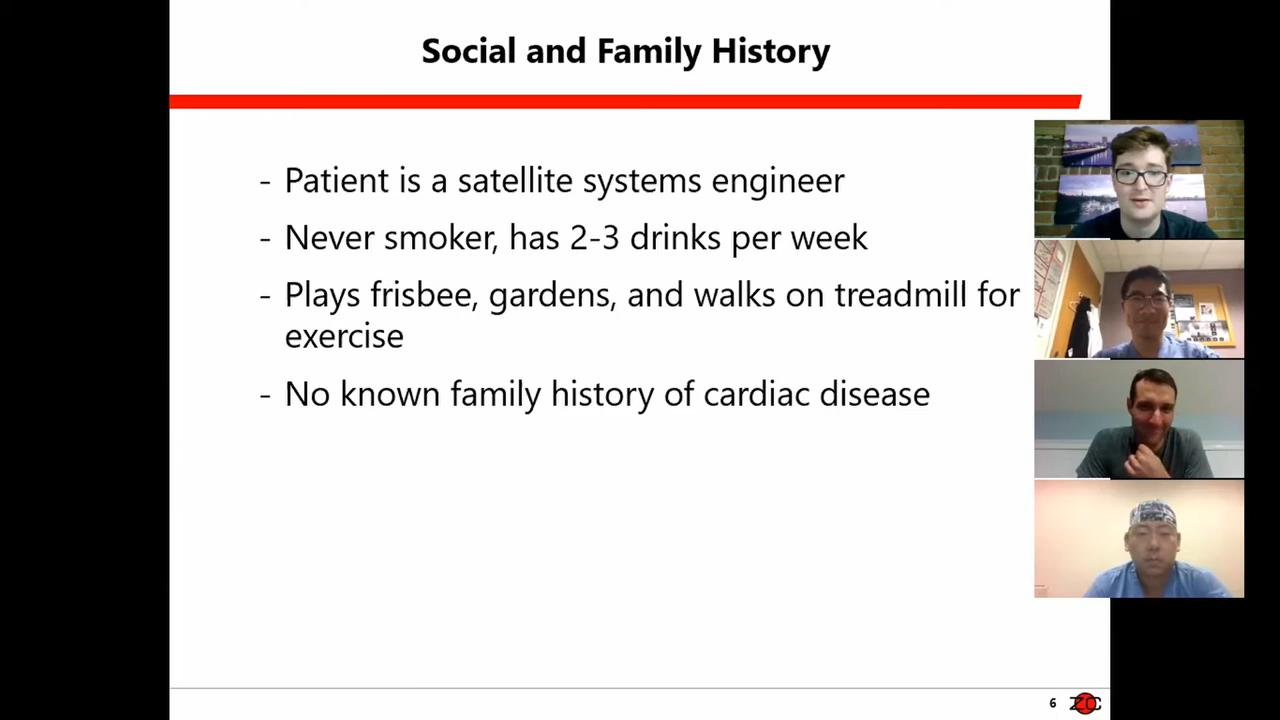 Social and Family History
- Patient is a satellite systems engineer
- Never smoker, has 2-3 drinks per week
- Plays frisbee, gardens, and walks on treadmill for
exercise
- No known family history of cardiac disease
6